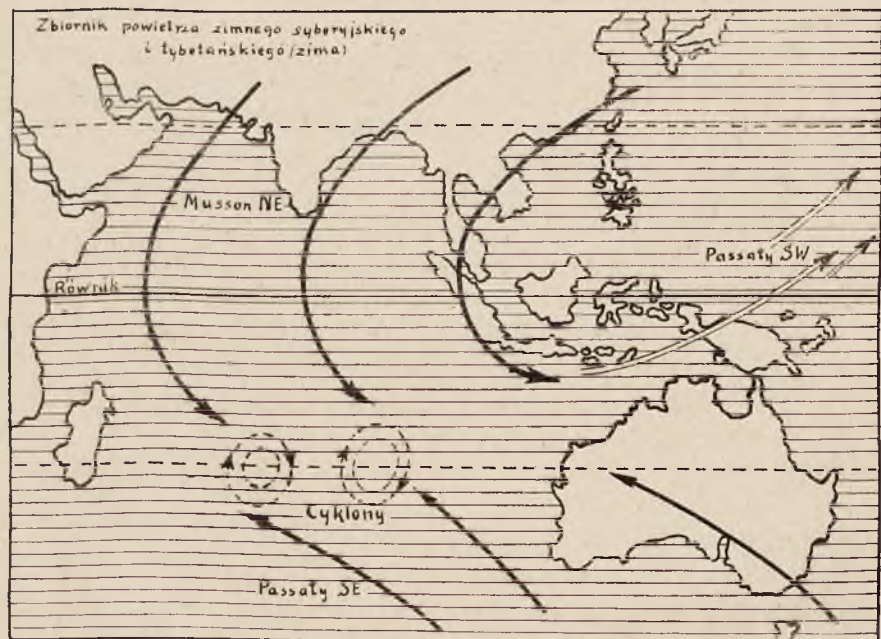 Zbiornik powietrza zimnego syberyjskiego
i tybetańskiego/zima)
Musson NE
Passaty SW
Równik
Cyklony
Passaty SE